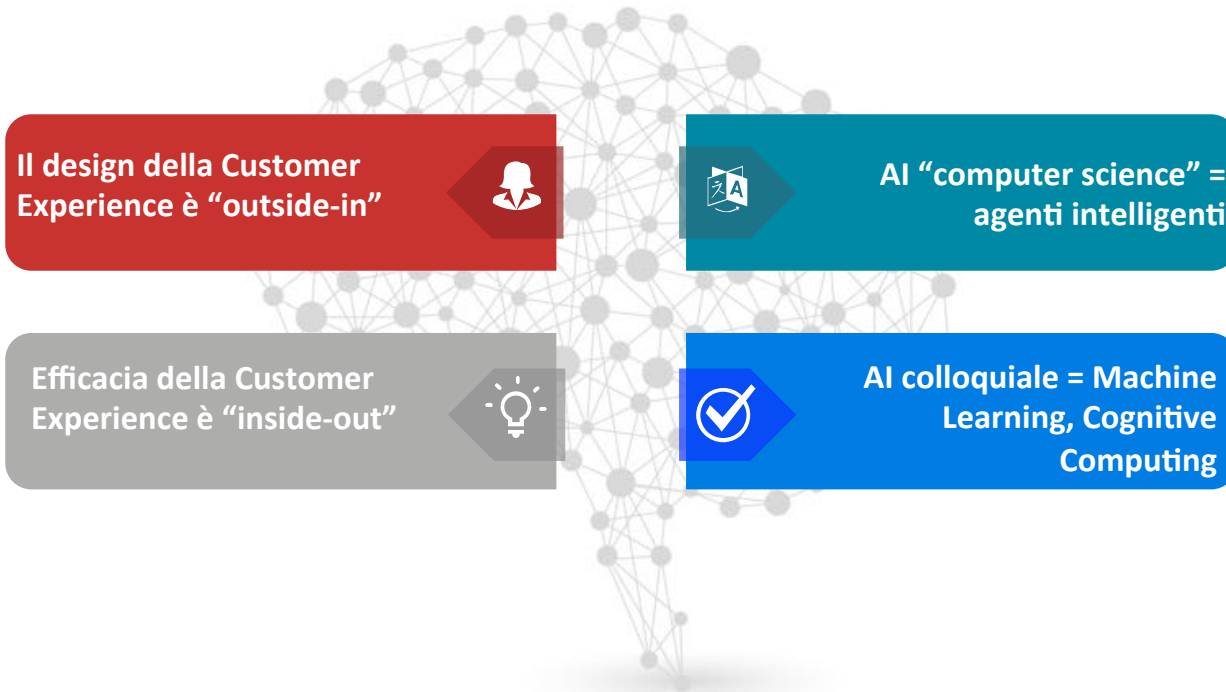 Il design della Customer
Experience è “outside-in”
AI “computer science” =
agenti intelligenti
Efficacia della Customer
Experience è “inside-out”
AI colloquiale = Machine
Learning, Cognitive
Computing